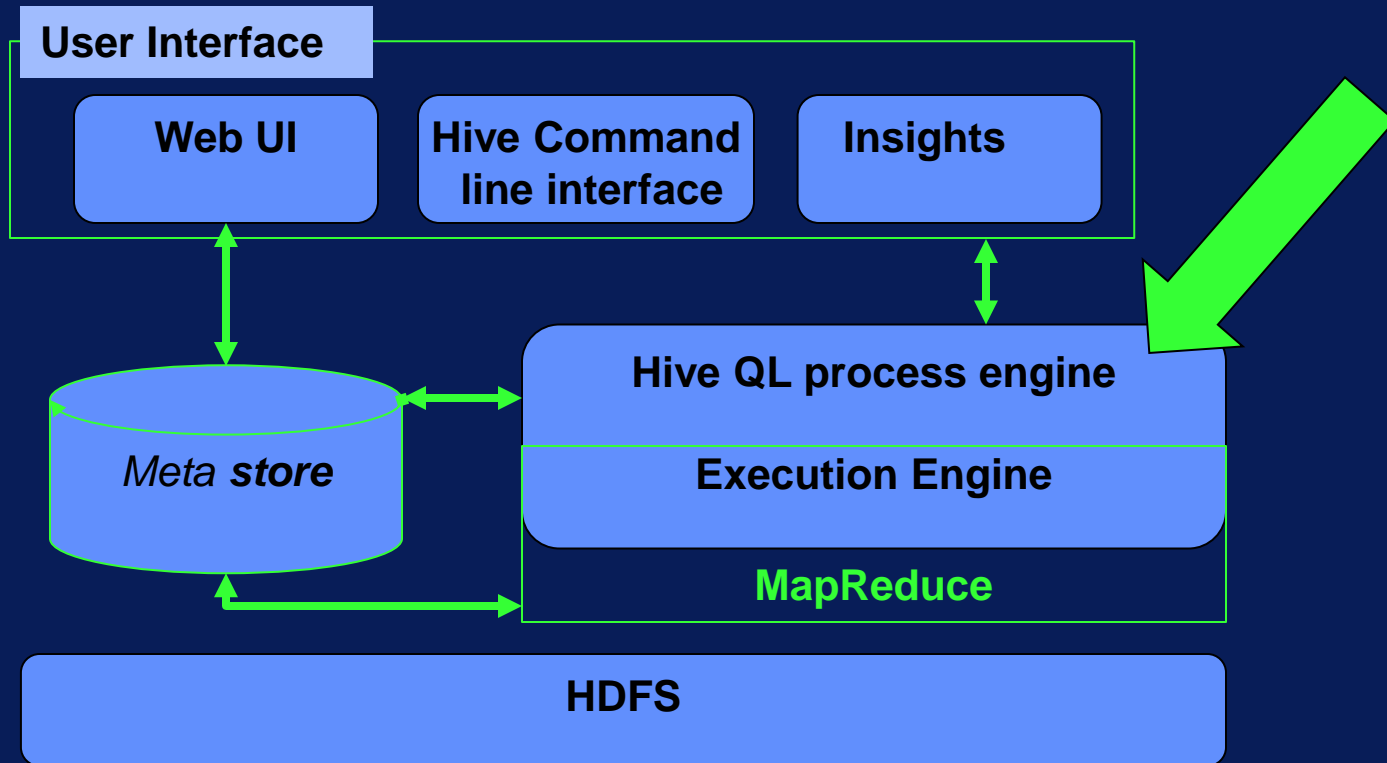 User Interface
Web UI
Hive Command
line interface
Insights
Hive QL process engine
Meta store
Execution Engine
MapReduce
HDFS